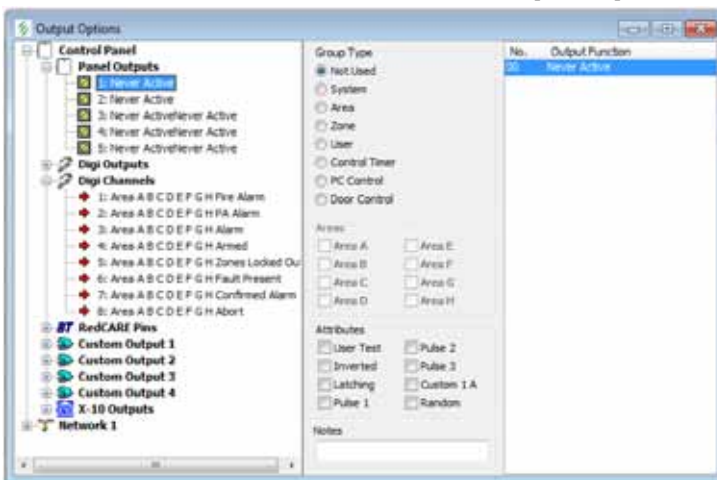 Output Options
Control Panel
Panel Outputs
1: Never Active
2: Never Active
3: Never ActiveNever Active
4: Never ActiveNever Active
5: Never ActiveNever Active
Digi Outputs
Digi Channels
1: Area A B C D E F G H Fire Alarm
2: Area A B C D E F G H PA Alarm
3: Area A B C D E F G H Alarm
4: Area A B C D E F G H Armed
5: Area A B C D E F G H Zones Locked Ou
6: Area A B C D E F G H Fault Present
7: Area A B C D E F G H Confirmed Alarm
8: Area A B C D E F G H Abort
BT RedCARE Pins
Custom Output 1
Custom Output 2
Custom Output 3
Custom Output 4
X-10 Outputs
Network 1
Group Type
Not Used
System
Area
Zone
User
Control Timer
PC Control
Door Control
Areas
Area A Area E
Area B Area F
Area C Area G
Area D Area H
Attributes
User Test Pulse 2
Inverted Pulse 3
Latching Custom 1 A
Pulse 1 Random
Notes
No. Output Function
00 Never Active